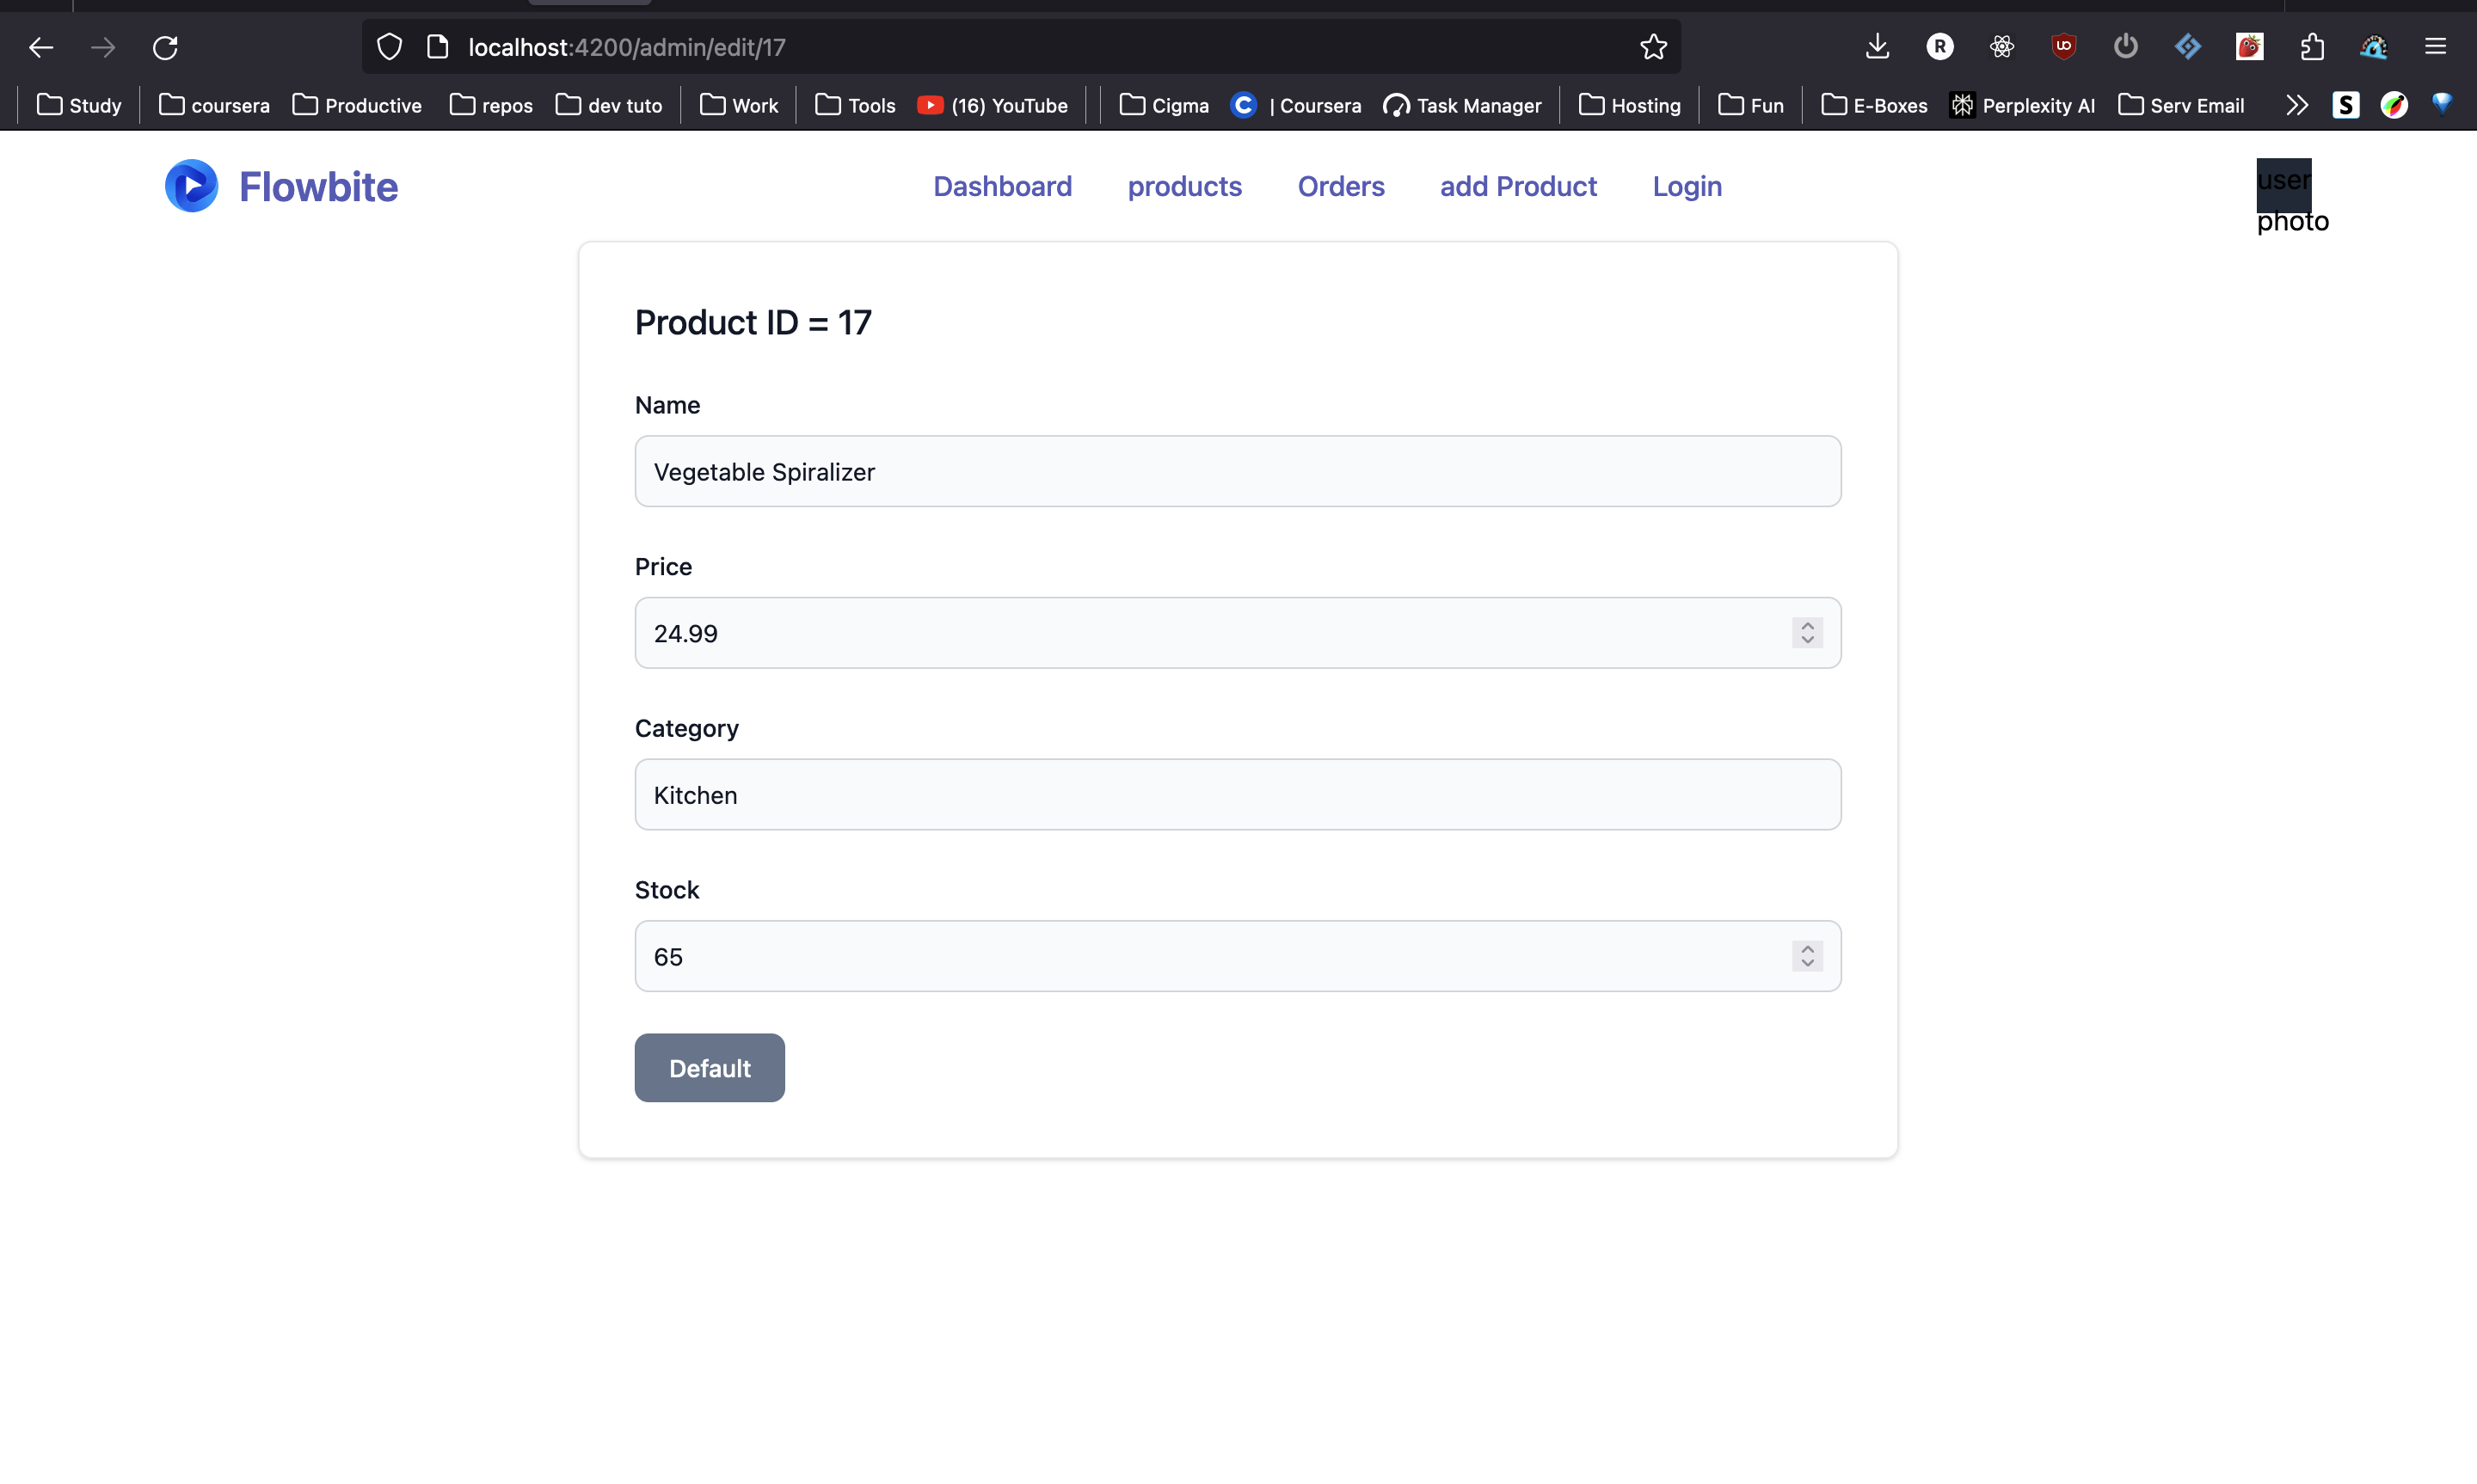 localhost:4200/admin/edit/17
R
UO
Study coursera Productive repos dev tuto Work Tools (16) YouTube Cigma C | Coursera Task Manager Hosting Fun E-Boxes Perplexity AI Serv Email S
Flowbite Dashboard products Orders add Product Login user
photo
Product ID = 17
Name
Vegetable Spiralizer
Price
24.99
Category
Kitchen
Stock
65
Default